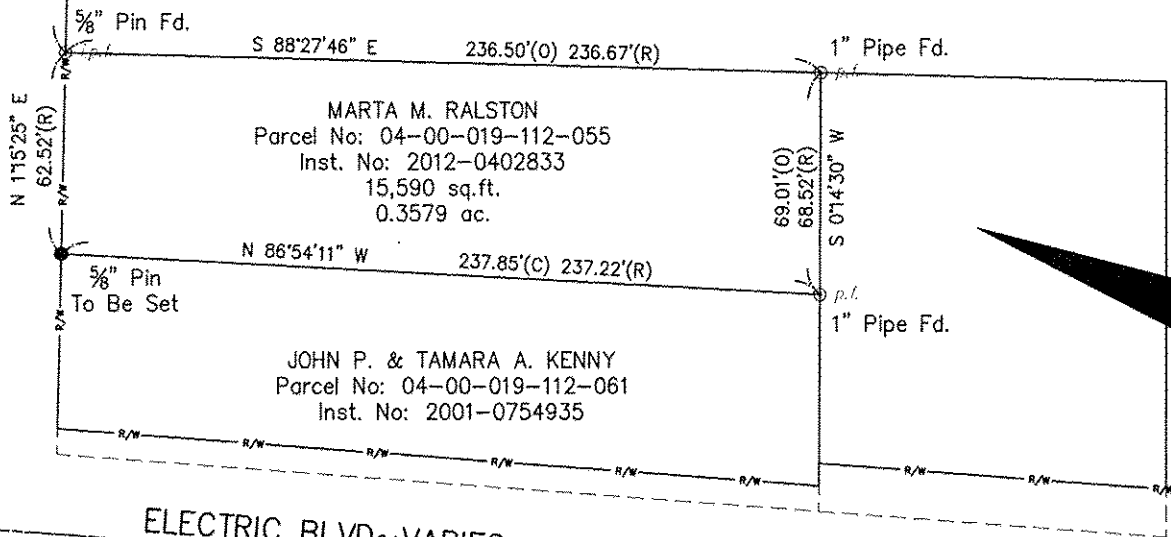 ⅝" Pin Fd.
i.p.f.
S 88°27'46" E 236.50'(O) 236.67'(R)
1" Pipe Fd.
p.f.
N 1°15'25" E
62.52'(R)
R/W
R/W
MARTA M. RALSTON
Parcel No: 04-00-019-112-055
Inst. No: 2012-0402833
15,590 sq.ft.
0.3579 ac.
69.01'(O)
68.52'(R)
S 0°14'30" W
N 86°54'11" W 237.85'(C) 237.22'(R)
⅝" Pin
To Be Set
p.f.
1" Pipe Fd.
R/W
JOHN P. & TAMARA A. KENNY
Parcel No: 04-00-019-112-061
Inst. No: 2001-0754935
R/W R/W R/W R/W R/W R/W R/W R/W R/W
ELECTRIC BLVD~VARIES